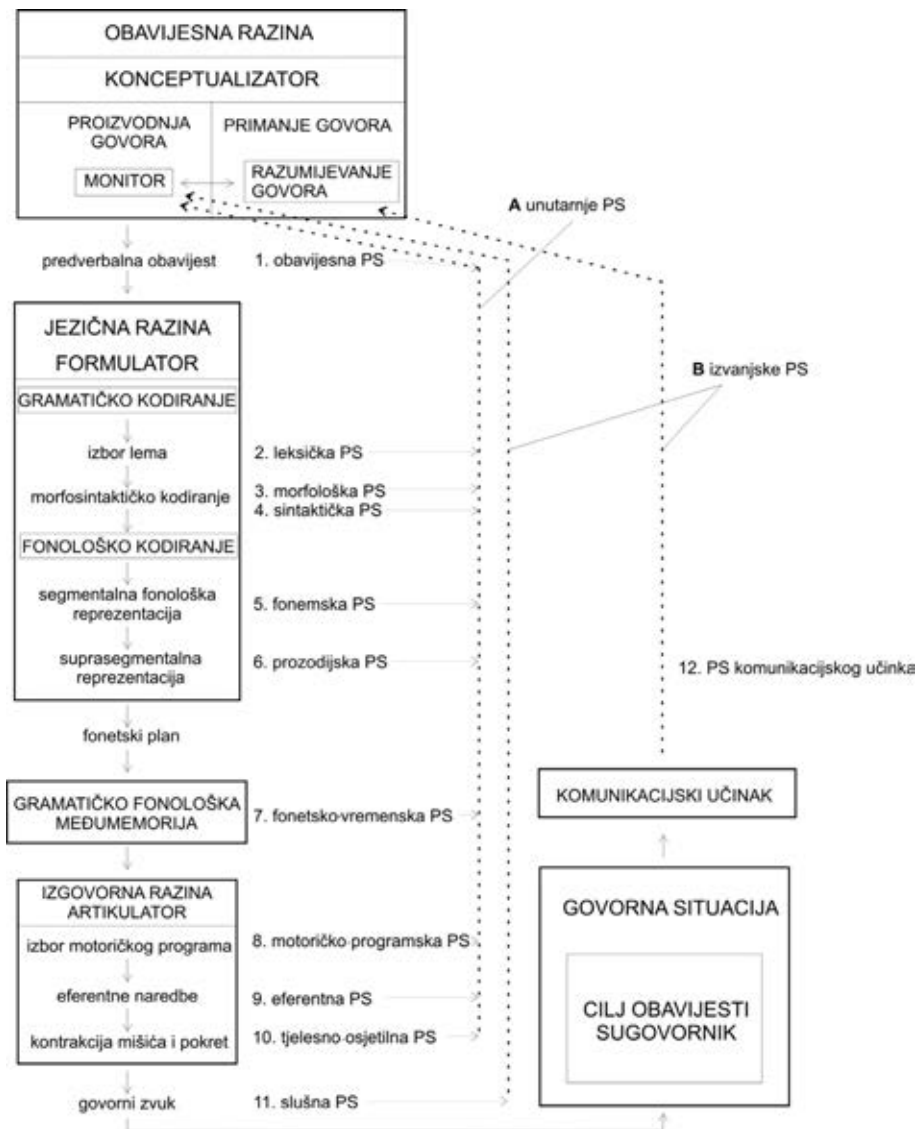 OBAVIJESNA RAZINA
KONCEPTUALIZATOR
PROIZVODNJA
GOVORA
MONITOR
PRIMANJE GOVORA
RAZUMIJEVANJE
GOVORA
A unutarnje PS
predverbalna obavijest
1. obavijesna PS
JEZIČNA RAZINA
FORMULATOR
B izvanjske PS
GRAMATIČKO KODIRANJE
izbor lema
2. leksička PS
morfosintaktičko kodiranje
3. morfološka PS
4. sintaktička PS
FONOLOŠKO KODIRANJE
segmentalna fonološka
reprezentacija
5. fonemska PS
suprasegmentalna
reprezentacija
6. prozodijska PS
12. PS komunikacijskog učinka
fonetski plan
GRAMATIČKO FONOLOŠKA
MEĐUMEMORIJA
7. fonetsko-vremenska PS
KOMUNIKACIJSKI UČINAK
IZGOVORNA RAZINA
ARTIKULATOR
izbor motoričkog programa
8. motoričko-programska PS
eferentne naredbe
9. eferentna PS
kontrakcija mišića i pokret
10. tjelesno-osjetilna PS
GOVORNA SITUACIJA
CILJ OBAVIJESTI
SUGOVORNIK
govorni zvuk
11. slušna PS